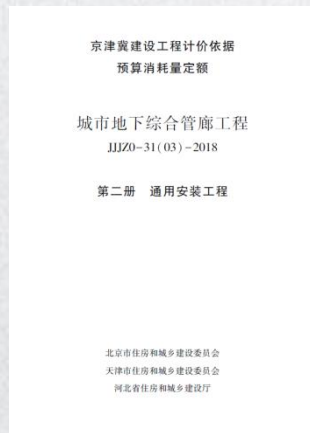 京津冀建设工程计价依据
预算消耗量定额
城市地下综合管廊工程
JJJZ0-31(03)-2018
第二册 通用安装工程
北京市住房和城乡建设委员会
天津市住房和城乡建设委员会
河北省住房和城乡建设厅